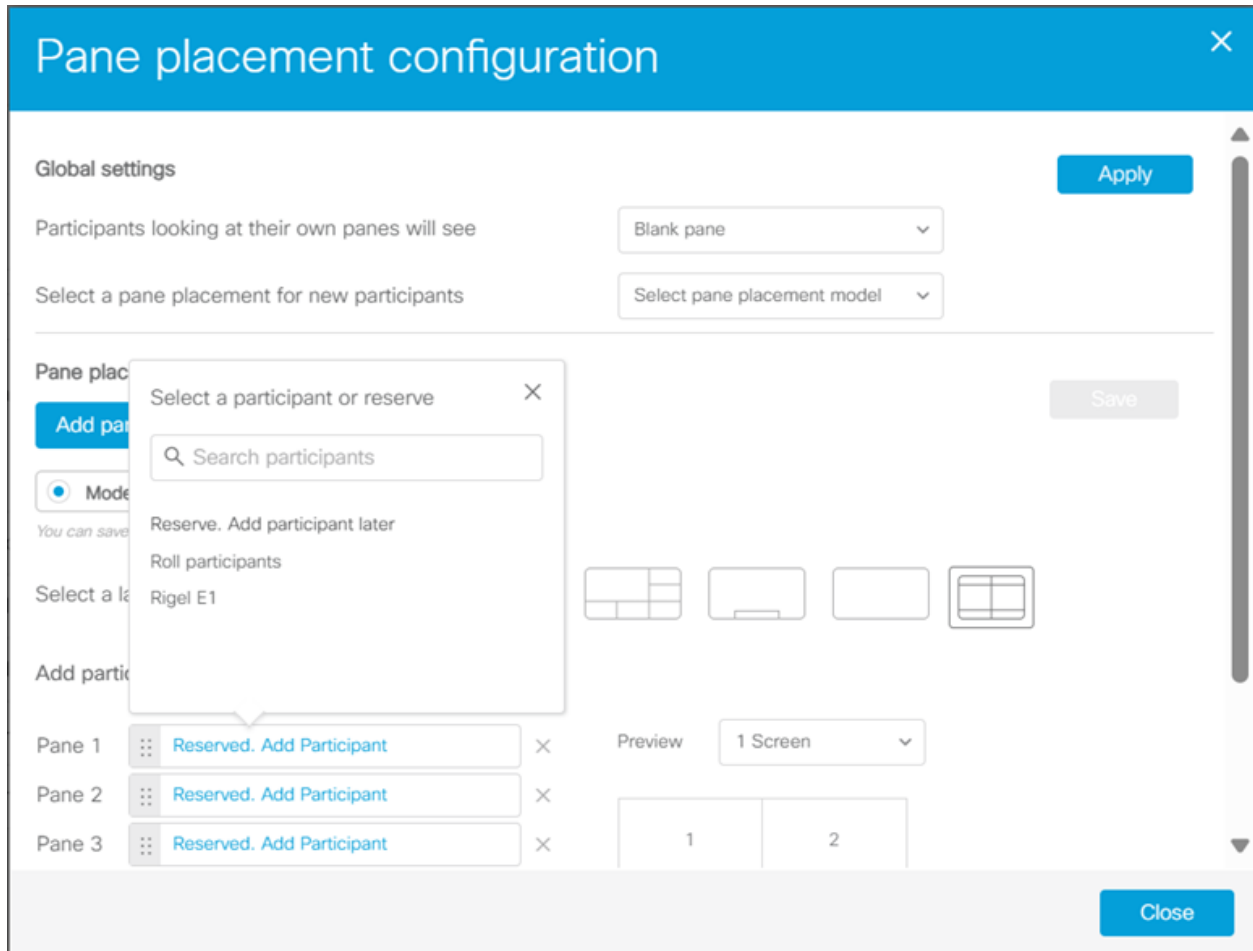 Pane placement configuration
Global settings
Apply
Participants looking at their own panes will see
Blank pane
Select a pane placement for new participants
Select pane placement model
Pane plac
Save
Add par
Select a participant or reserve
Search participants
Mode
You can save
Reserve. Add participant later
Roll participants
Rigel E1
Select a la
Add partic
Pane 1
Reserved. Add Participant
Preview
1 Screen
Pane 2
Reserved. Add Participant
Pane 3
Reserved. Add Participant
1
2
Close